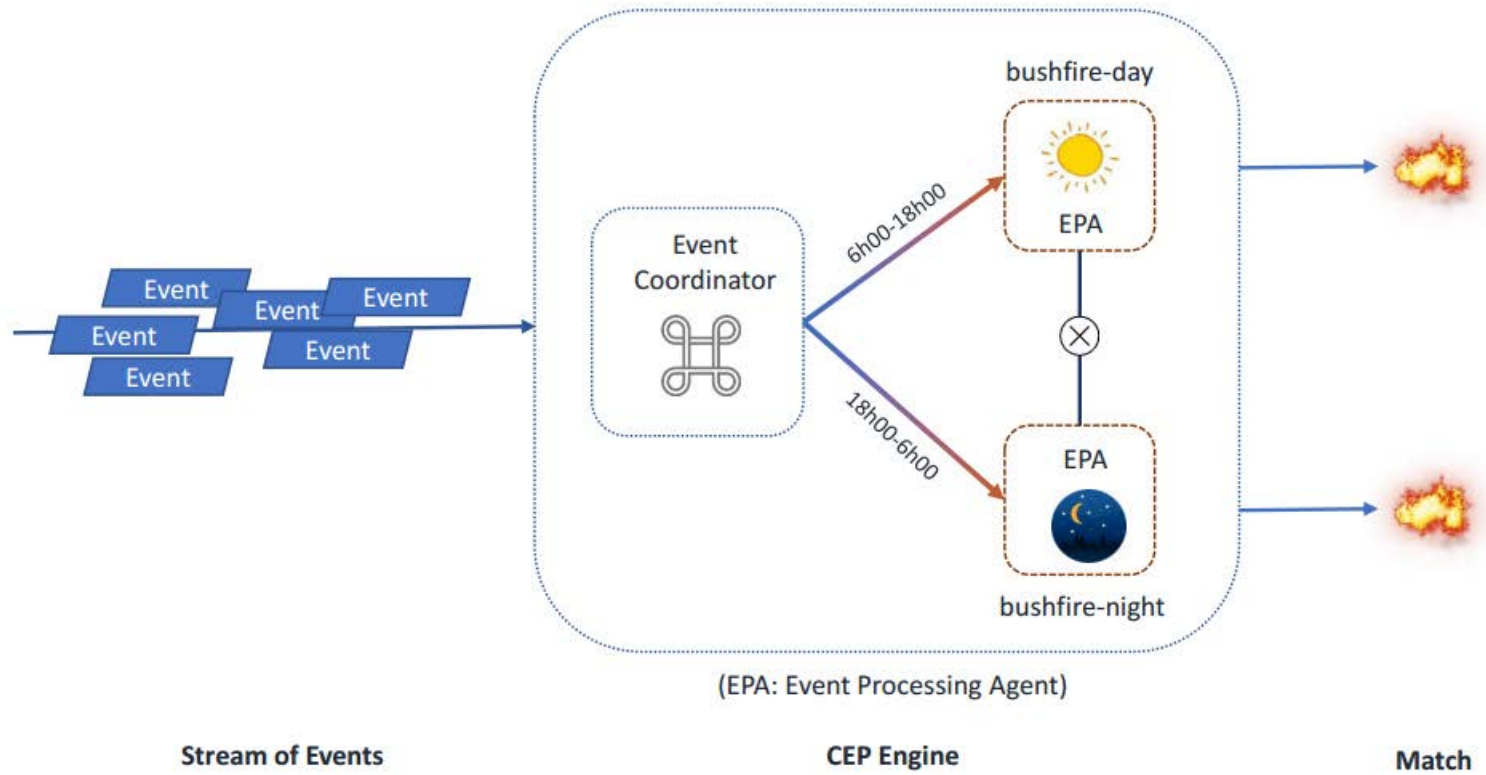 bushfire-day
EPA
6h00-18h00
Event
Coordinator
Event
Event
Event
Event
Event
Event
18h00-6h00
EPA
bushfire-night
(EPA: Event Processing Agent)
Stream of Events
CEP Engine
Match